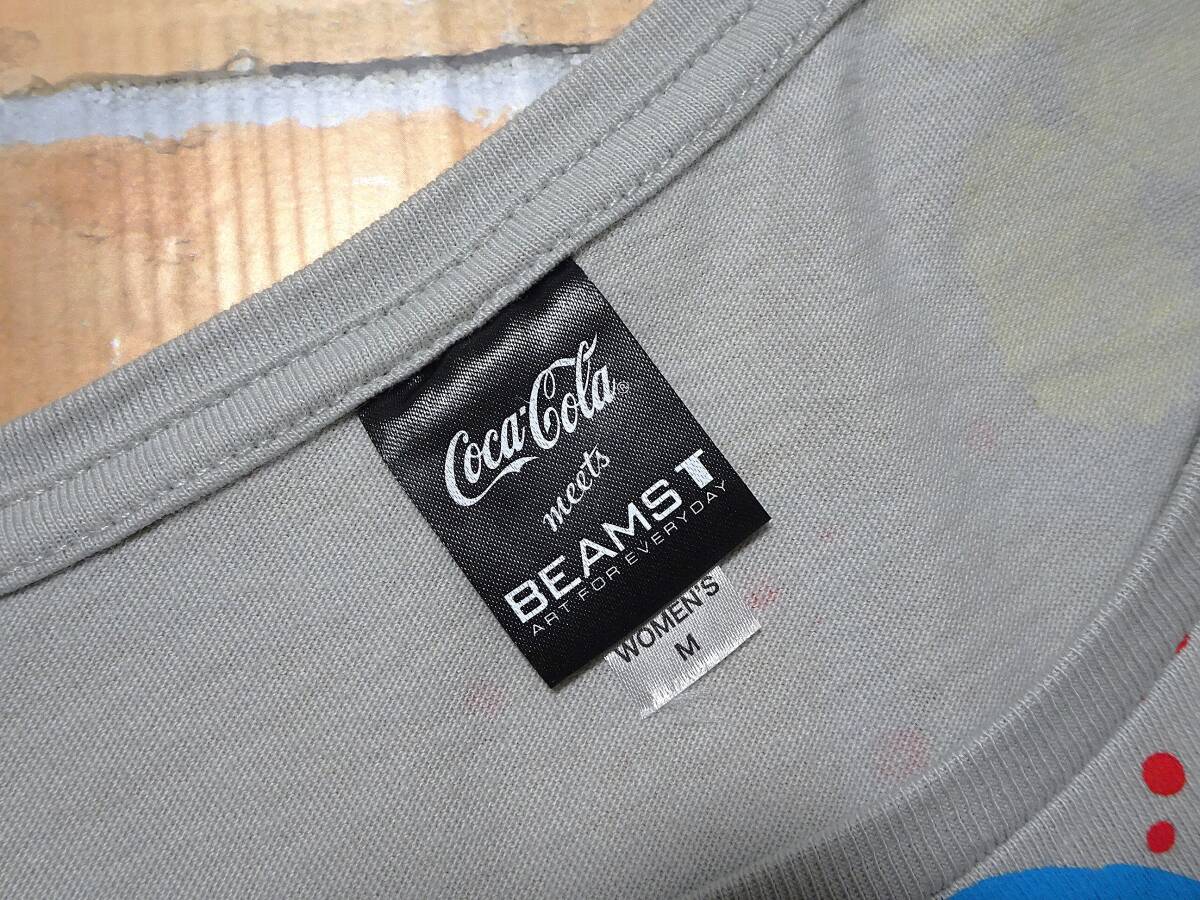 Coca-Cola®
meets
BEAMS T
ART FOR EVERYDAY
WOMEN'S
M